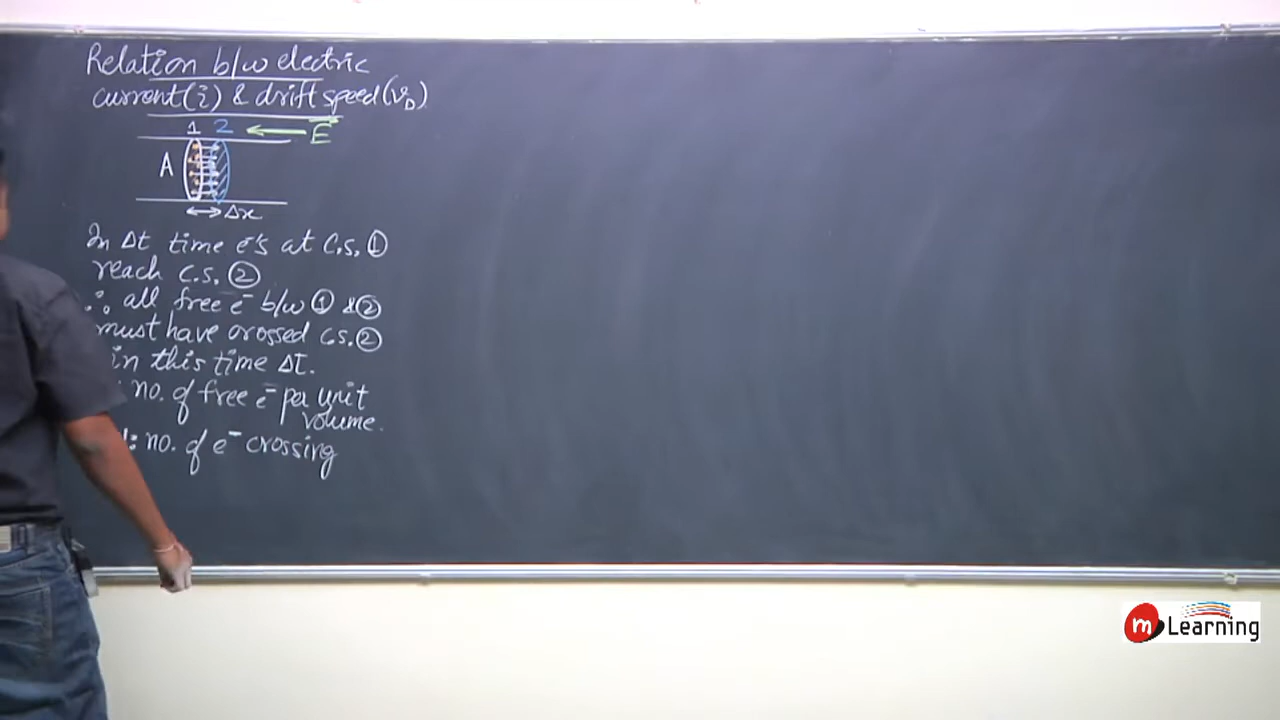 Relation b/w electric
current (i) & drift speed (v_D)
1 2 ← E
A
↔ Δx
In Δt time e⁻s at C.S. ①
reach C.S. ②
∴ all free e⁻ b/w ① & ②
must have crossed C.S. ②
in this time Δt.
: no. of free e⁻ per unit
volume.
: no. of e⁻ crossing
m Learning